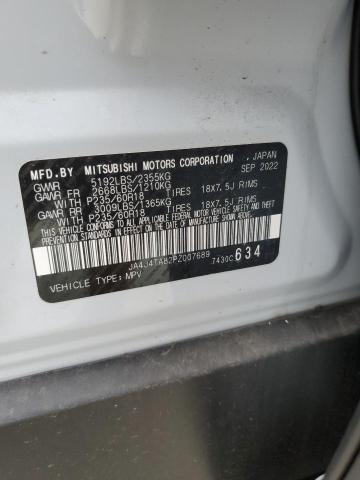 MFD.BY MITSUBISHI MOTORS CORPORATION, JAPAN
SEP 2022
GVWR 5192LBS/2355KG
GAWR FR 2668LBS/1210KG
WITH P235/60R18 TIRES 18X7.5J RIMS
GAWR RR 3009LBS/1365KG
WITH P235/60R18 TIRES 18X7.5J RIMS
THIS VEHICLE CONFORMS TO ALL APPLICABLE FEDERAL MOTOR
VEHICLE SAFETY, BUMPER AND THEFT PREVENTION STANDARDS
IN EFFECT ON THE DATE OF MANUFACTURE SHOWN ABOVE.
JA4J4TA82PZ007689 7430C 634
VEHICLE TYPE: MPV